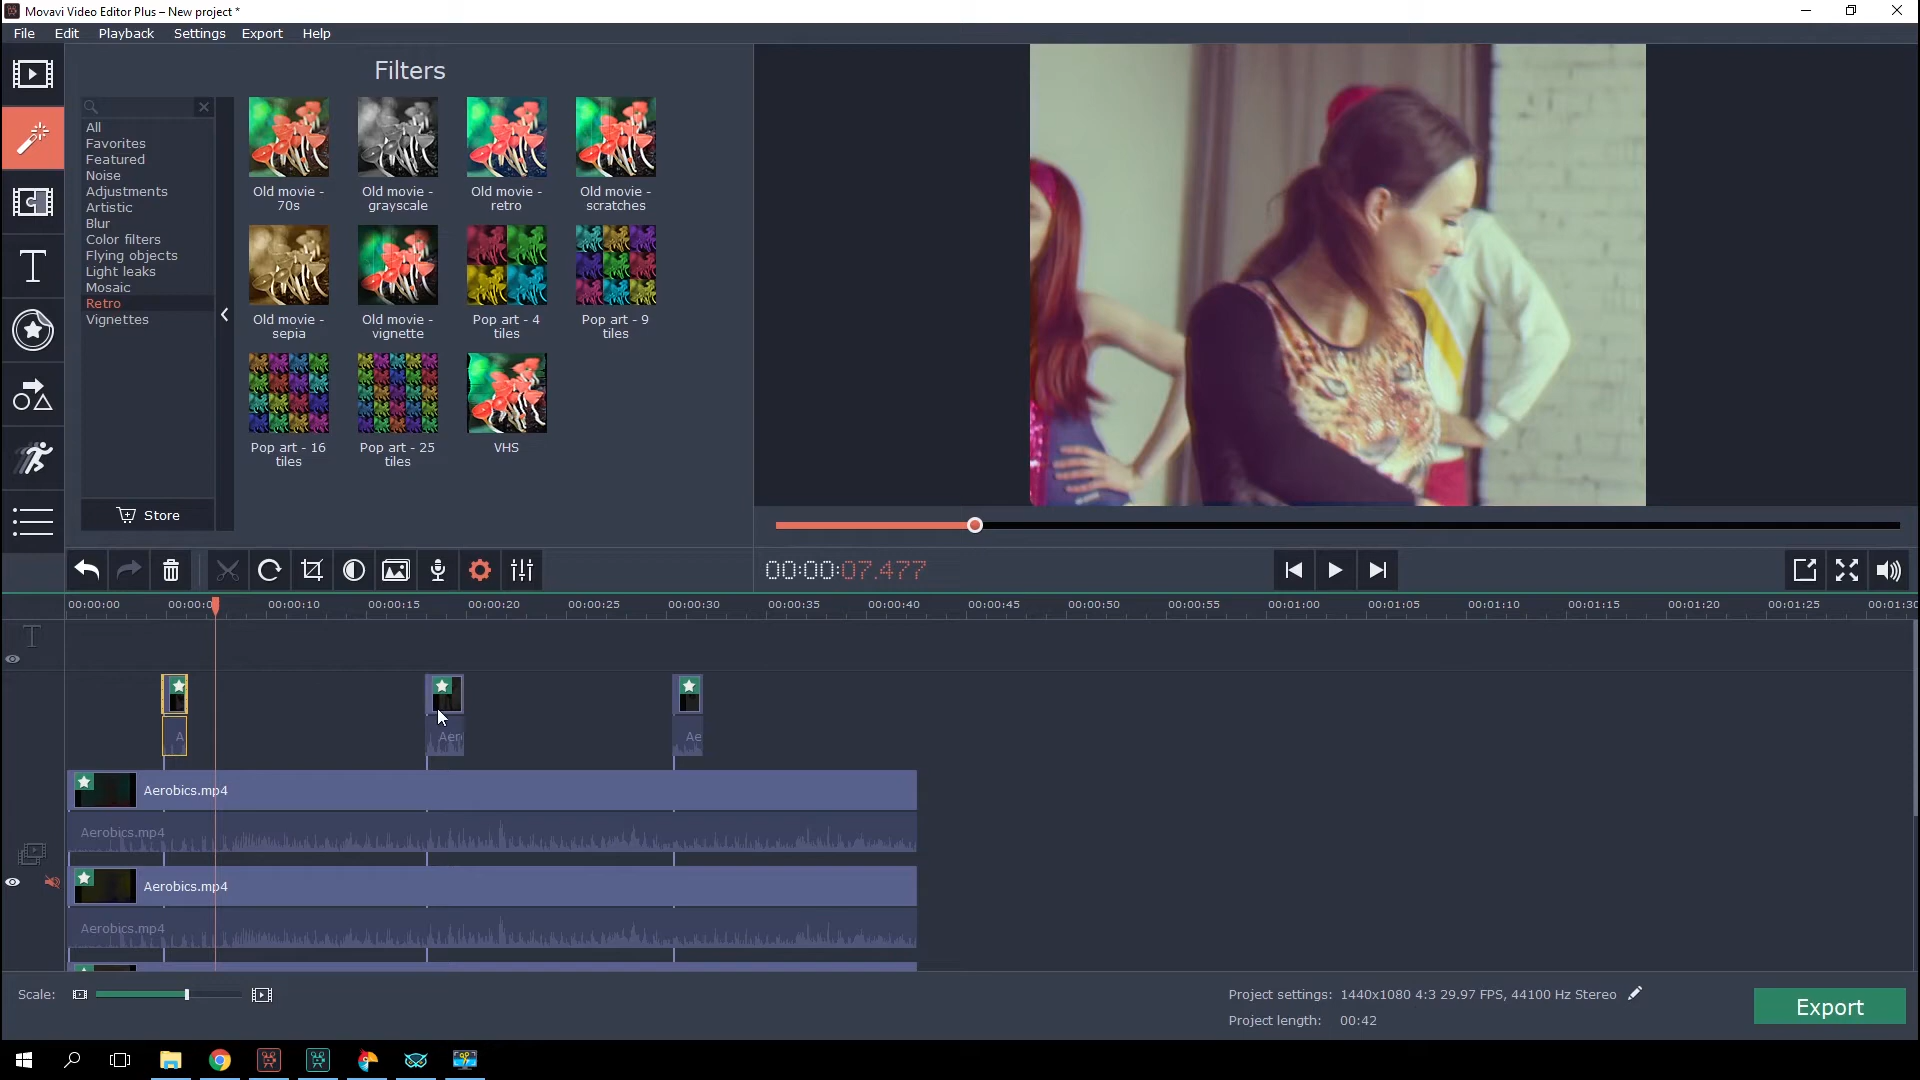 Movavi Video Editor Plus – New project *
File Edit Playback Settings Export Help
Filters
All
Favorites
Featured
Noise
Adjustments
Artistic
Blur
Color filters
Flying objects
Light leaks
Mosaic
Retro
Vignettes
Store
Old movie -
70s
Old movie -
grayscale
Old movie -
retro
Old movie -
scratches
Old movie -
sepia
Old movie -
vignette
Pop art - 4
tiles
Pop art - 9
tiles
Pop art - 16
tiles
Pop art - 25
tiles
VHS
00:00:07.477
00:00:00 00:00:0 00:00:10 00:00:15 00:00:20 00:00:25 00:00:30 00:00:35 00:00:40 00:00:45 00:00:50 00:00:55 00:01:00 00:01:05 00:01:10 00:01:15 00:01:20 00:01:25 00:01:30
T
A Aer Ae
Aerobics.mp4
Aerobics.mp4
Aerobics.mp4
Aerobics.mp4
Scale:
Project settings: 1440x1080 4:3 29.97 FPS, 44100 Hz Stereo
Project length: 00:42
Export